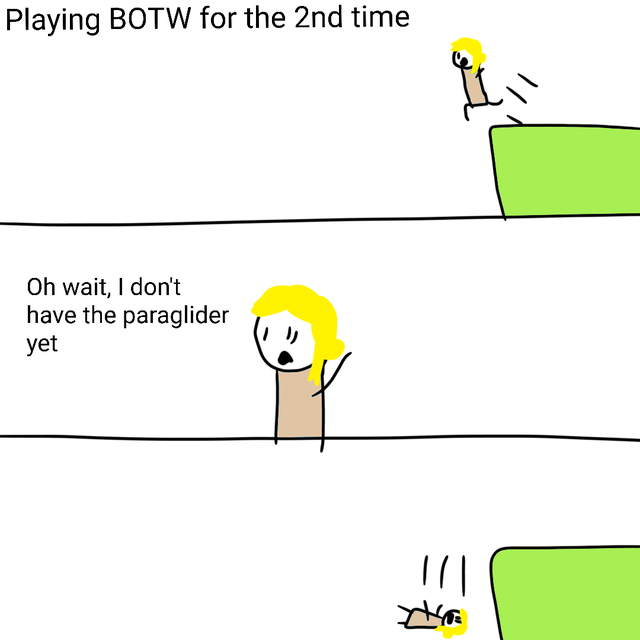 Playing BOTW for the 2nd time
Oh wait, I don't
have the paraglider
yet